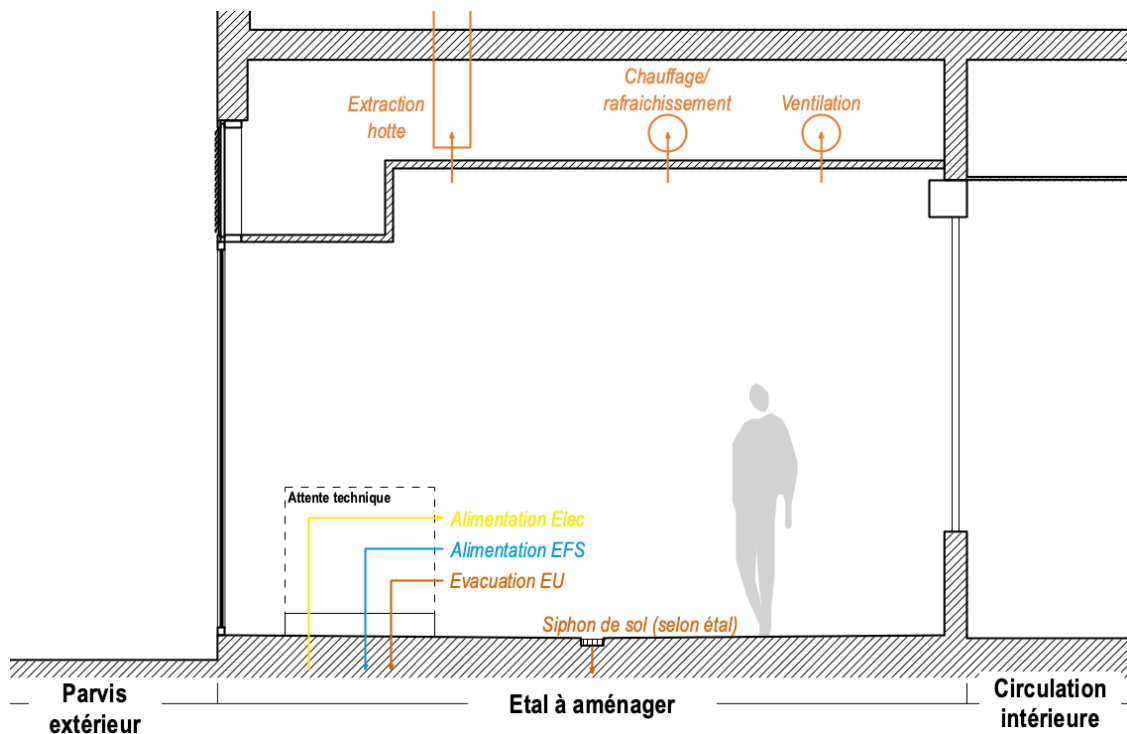 Extraction
hotte
Chauffage/
rafraichissement
Ventilation
Attente technique
Alimentation Elec
Alimentation EFS
Evacuation EU
Siphon de sol (selon étal)
Parvis
extérieur
Etal à aménager
Circulation
intérieure